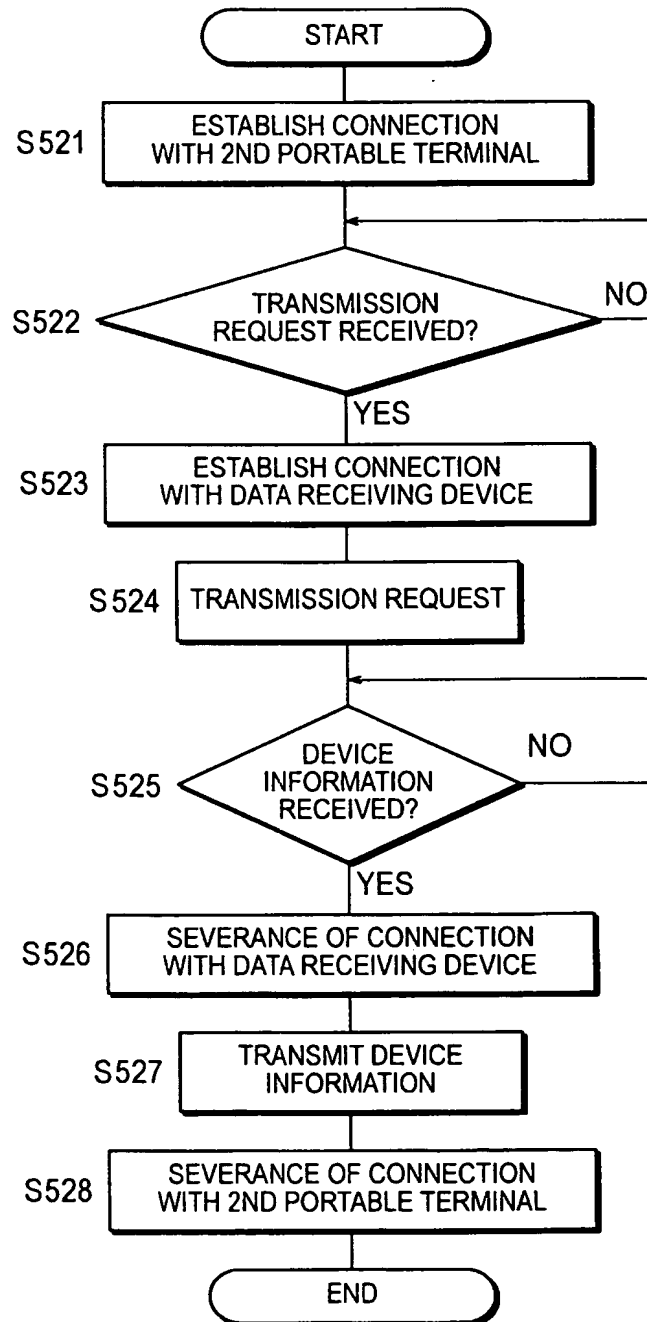 START
S521
ESTABLISH CONNECTION
WITH 2ND PORTABLE TERMINAL
S522
TRANSMISSION
REQUEST RECEIVED?
NO
YES
S523
ESTABLISH CONNECTION
WITH DATA RECEIVING DEVICE
S524
TRANSMISSION REQUEST
S525
DEVICE
INFORMATION
RECEIVED?
NO
YES
S526
SEVERANCE OF CONNECTION
WITH DATA RECEIVING DEVICE
S527
TRANSMIT DEVICE
INFORMATION
S528
SEVERANCE OF CONNECTION
WITH 2ND PORTABLE TERMINAL
END